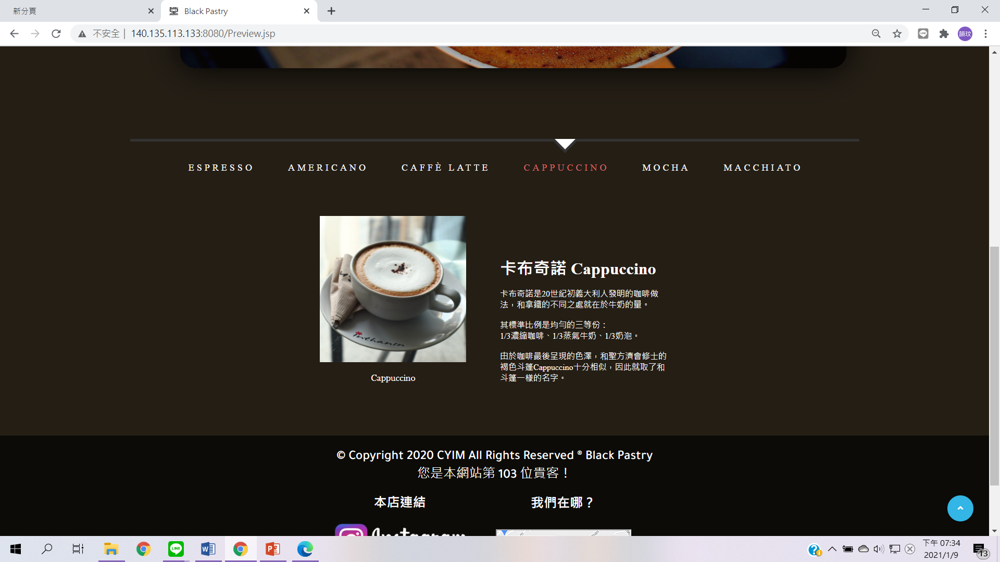 新分頁
Black Pastry
不安全
140.135.113.133:8080/Preview.jsp
韻玟
ESPRESSO
AMERICANO
CAFFÈ LATTE
CAPPUCCINO
MOCHA
MACCHIATO
inthanin
Cappuccino
卡布奇諾 Cappuccino
卡布奇諾是20世紀初義大利人發明的咖啡做
法，和拿鐵的不同之處就在於牛奶的量。
其標準比例是均勻的三等份：
1/3濃縮咖啡、1/3蒸氣牛奶、1/3奶泡。
由於咖啡最後呈現的色澤，和聖方濟會修士的
褐色斗篷Cappuccino十分相似，因此就取了和
斗篷一樣的名字。
© Copyright 2020 CYIM All Rights Reserved ® Black Pastry
您是本網站第 103 位貴客！
本店連結
我們在哪？
Instagram
man
LINE
下午 07:34
2021/1/9
13